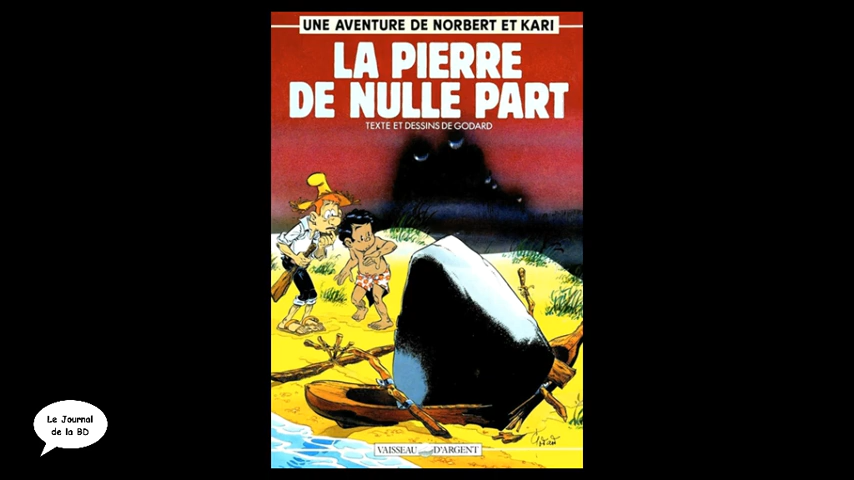 UNE AVENTURE DE NORBERT ET KARI
LA PIERRE
DE NULLE PART
TEXTE ET DESSINS DE GODARD
VAISSEAU D'ARGENT
Le Journal
de la BD